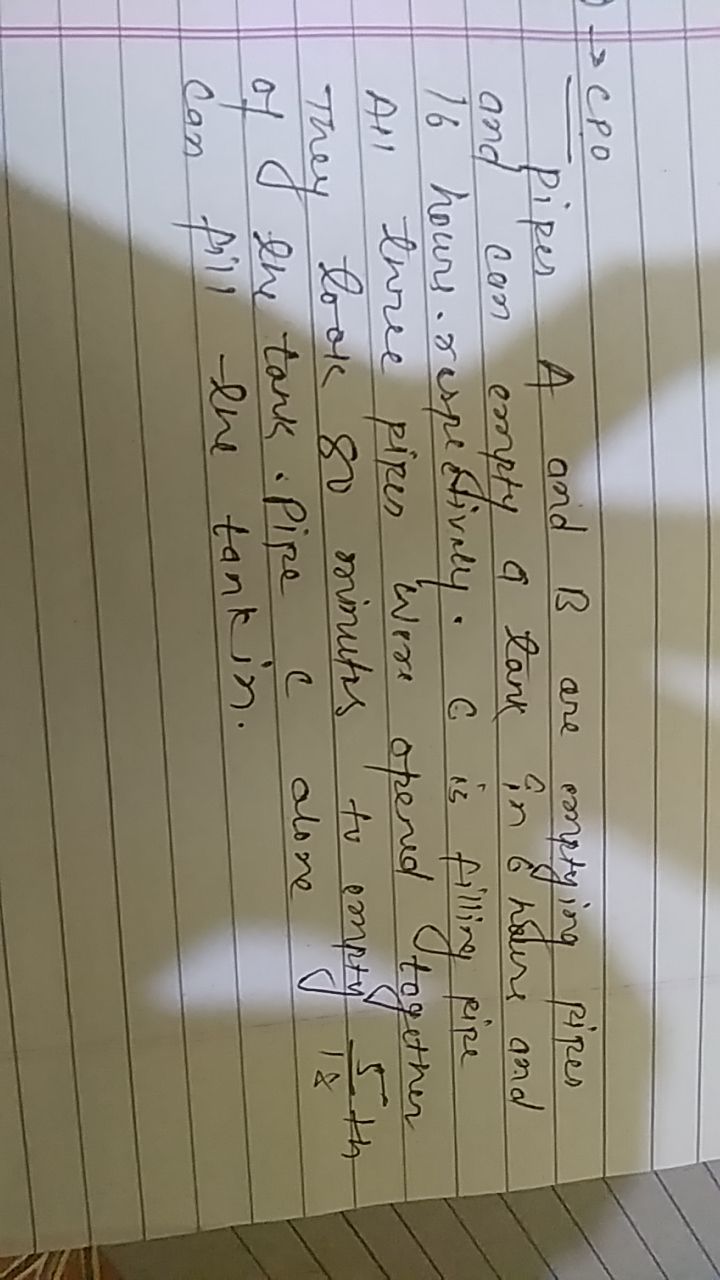 → CPO
Pipes A and B are emptying pipes
and can empty a tank in 6 hours and
16 hours. respectively. C is filling pipe
All three pipes were opened together
They took 80 minutes to empty 5/18 th
of the tank. Pipe C alone
can fill the tank in.